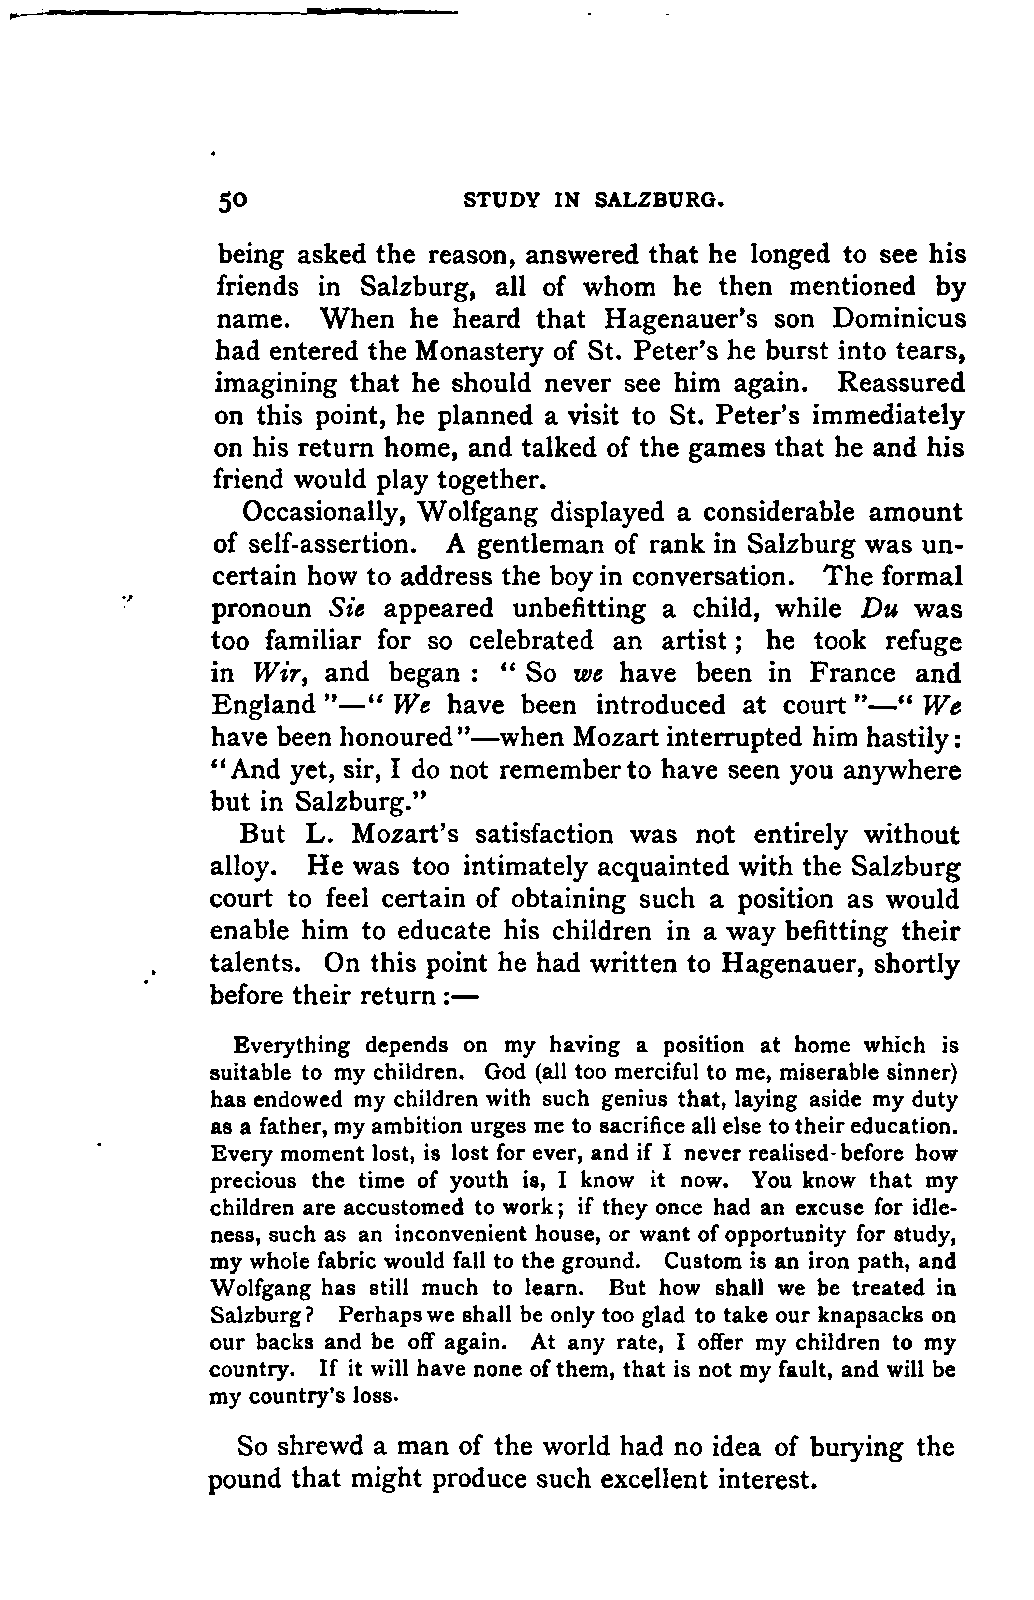 50 STUDY IN SALZBURG.
being asked the reason, answered that he longed to see his
friends in Salzburg, all of whom he then mentioned by
name. When he heard that Hagenauer's son Dominicus
had entered the Monastery of St. Peter's he burst into tears,
imagining that he should never see him again. Reassured
on this point, he planned a visit to St. Peter's immediately
on his return home, and talked of the games that he and his
friend would play together.
Occasionally, Wolfgang displayed a considerable amount
of self-assertion. A gentleman of rank in Salzburg was un-
certain how to address the boy in conversation. The formal
pronoun Sie appeared unbefitting a child, while Du was
too familiar for so celebrated an artist; he took refuge
in Wir, and began : " So we have been in France and
England "—" We have been introduced at court "—" We
have been honoured"—when Mozart interrupted him hastily:
"And yet, sir, I do not remember to have seen you anywhere
but in Salzburg."
But L. Mozart's satisfaction was not entirely without
alloy. He was too intimately acquainted with the Salzburg
court to feel certain of obtaining such a position as would
enable him to educate his children in a way befitting their
talents. On this point he had written to Hagenauer, shortly
before their return :—
Everything depends on my having a position at home which is
suitable to my children. God (all too merciful to me, miserable sinner)
has endowed my children with such genius that, laying aside my duty
as a father, my ambition urges me to sacrifice all else to their education.
Every moment lost, is lost for ever, and if I never realised before how
precious the time of youth is, I know it now. You know that my
children are accustomed to work; if they once had an excuse for idle-
ness, such as an inconvenient house, or want of opportunity for study,
my whole fabric would fall to the ground. Custom is an iron path, and
Wolfgang has still much to learn. But how shall we be treated in
Salzburg? Perhaps we shall be only too glad to take our knapsacks on
our backs and be off again. At any rate, I offer my children to my
country. If it will have none of them, that is not my fault, and will be
my country's loss.
So shrewd a man of the world had no idea of burying the
pound that might produce such excellent interest.